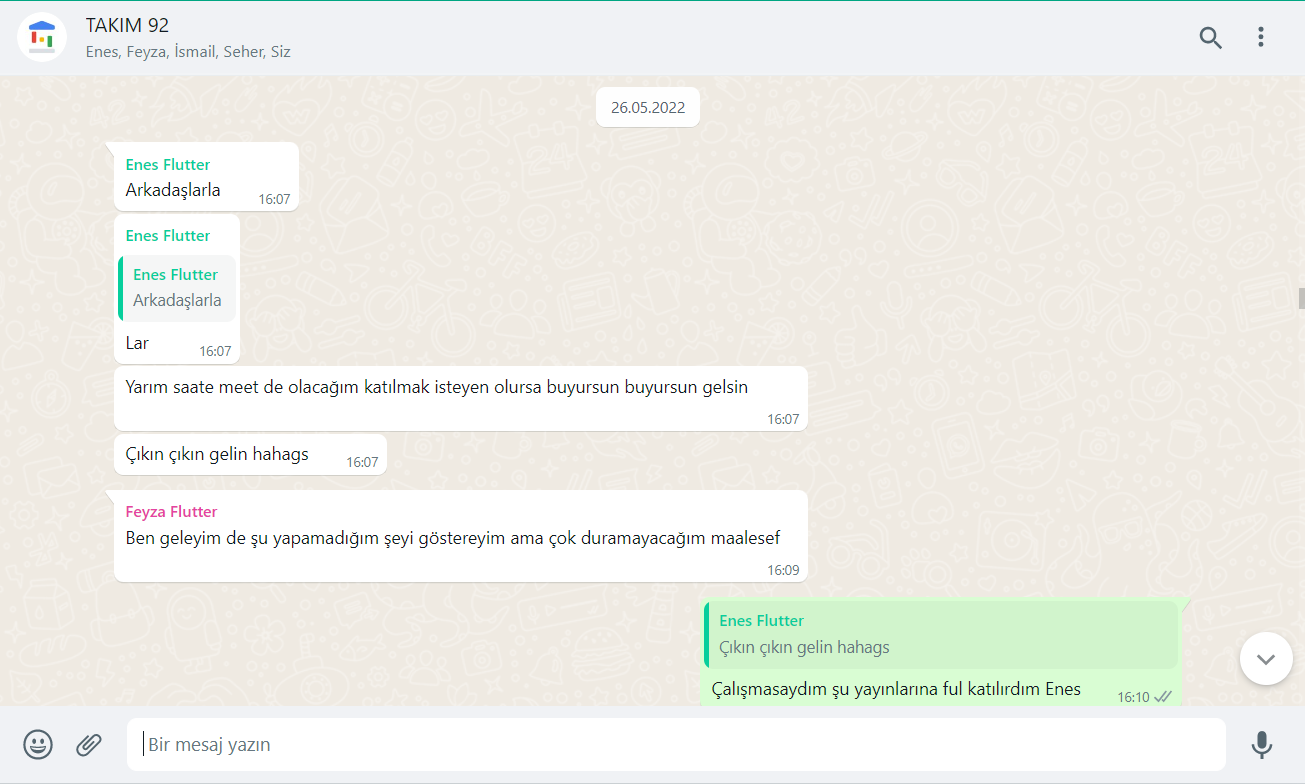 TAKIM 92
Enes, Feyza, İsmail, Seher, Siz
26.05.2022
Enes Flutter
Arkadaşlarla
16:07
Enes Flutter
Enes Flutter
Arkadaşlarla
Lar
16:07
Yarım saate meet de olacağım katılmak isteyen olursa buyursun buyursun gelsin
16:07
Çıkın çıkın gelin hahags
16:07
Feyza Flutter
Ben geleyim de şu yapamadığım şeyi göstereyim ama çok duramayacağım maalesef
16:09
Enes Flutter
Çıkın çıkın gelin hahags
Çalışmasaydım şu yayınlarına ful katılırdım Enes
16:10
Bir mesaj yazın